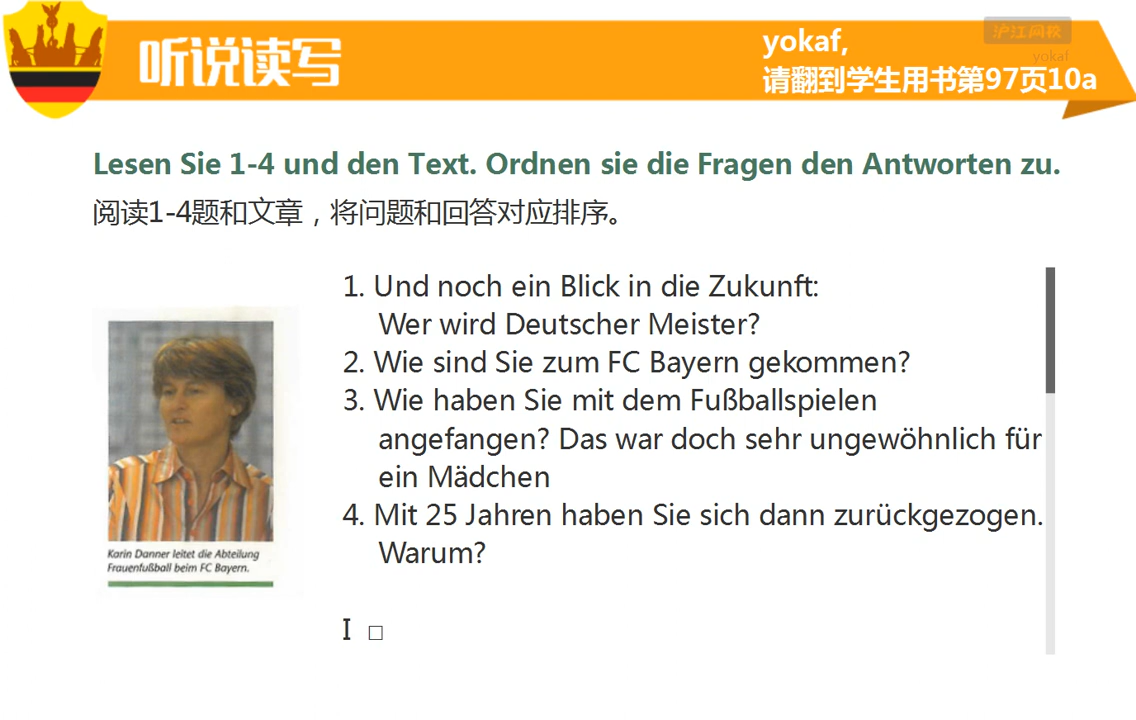 听说读写
沪江网校
yokaf
yokaf,
请翻到学生用书第97页10a
Lesen Sie 1-4 und den Text. Ordnen sie die Fragen den Antworten zu.
阅读1-4题和文章，将问题和回答对应排序。
1. Und noch ein Blick in die Zukunft:
Wer wird Deutscher Meister?
2. Wie sind Sie zum FC Bayern gekommen?
3. Wie haben Sie mit dem Fußballspielen
angefangen? Das war doch sehr ungewöhnlich für
ein Mädchen
4. Mit 25 Jahren haben Sie sich dann zurückgezogen.
Warum?
I □
Karin Danner leitet die Abteilung
Frauenfußball beim FC Bayern.